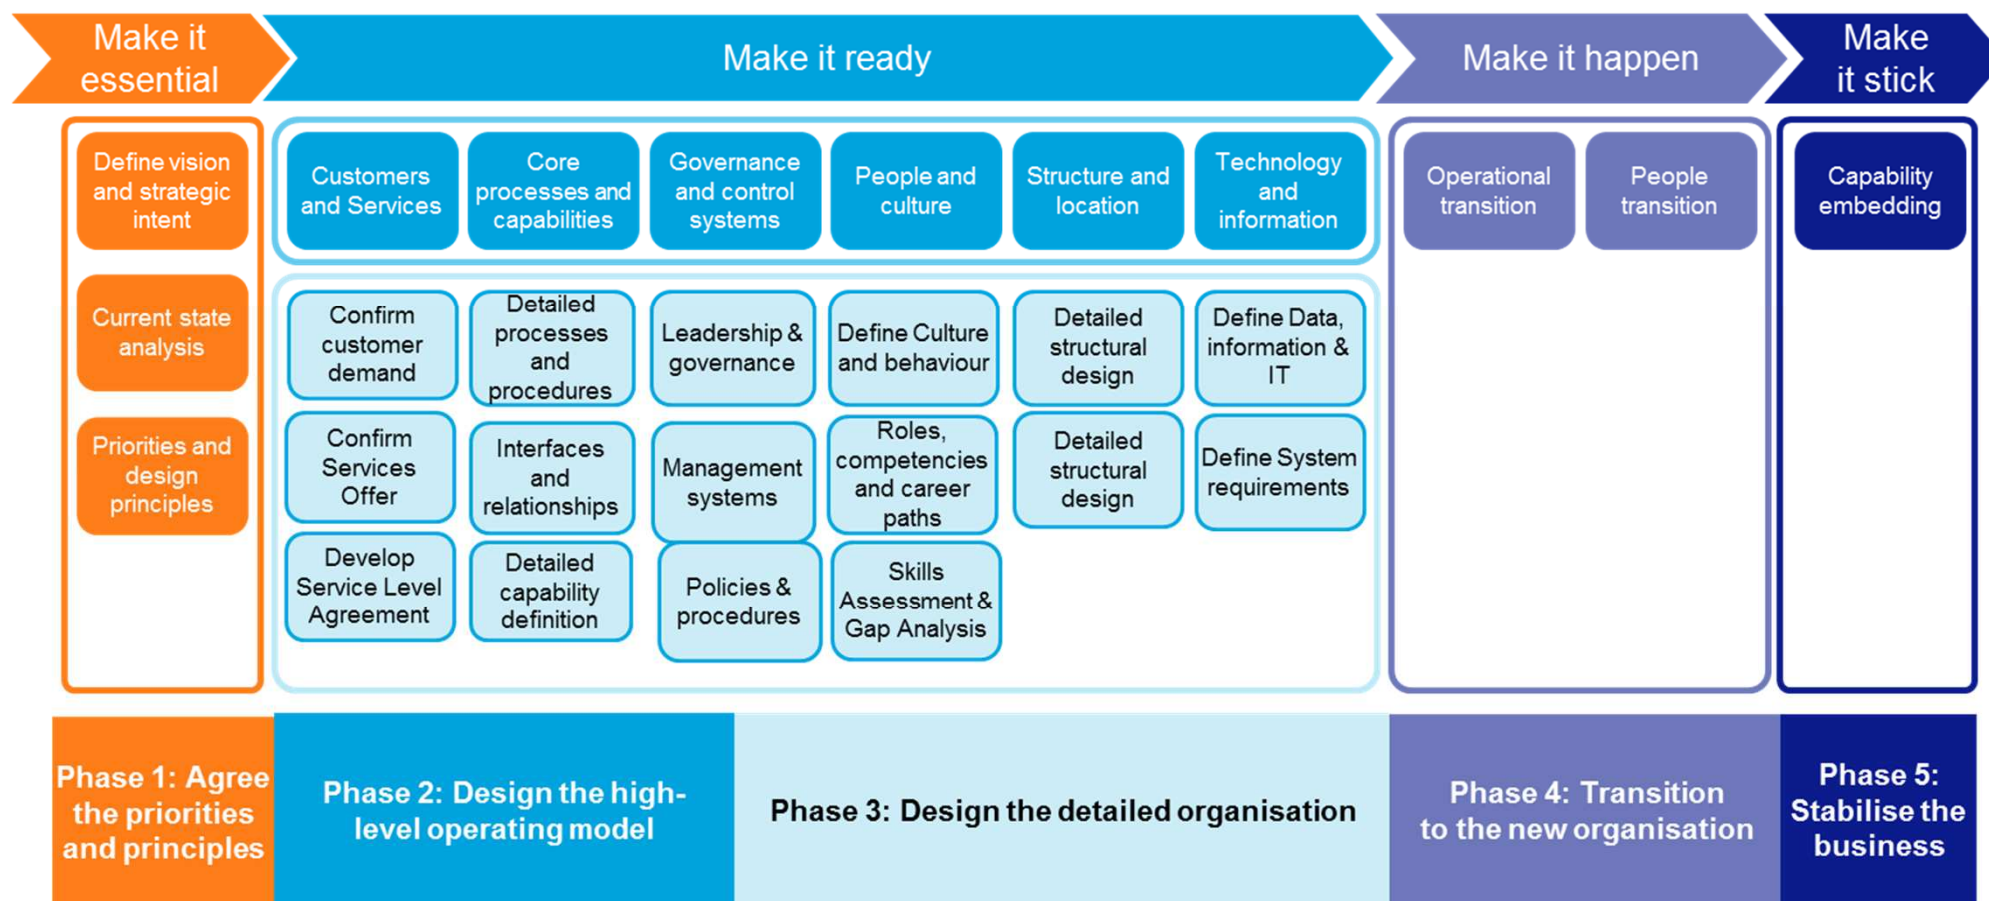 Make it
essential
Make it ready
Make it happen
Make
it stick
Define vision
and strategic
intent
Customers
and Services
Core
processes and
capabilities
Governance
and control
systems
People and
culture
Structure and
location
Technology
and
information
Operational
transition
People
transition
Capability
embedding
Current state
analysis
Confirm
customer
demand
Detailed
processes
and
procedures
Leadership &
governance
Define Culture
and behaviour
Detailed
structural
design
Define Data,
information &
IT
Priorities and
design
principles
Confirm
Services
Offer
Interfaces
and
relationships
Management
systems
Roles,
competencies
and career
paths
Detailed
structural
design
Define System
requirements
Develop
Service Level
Agreement
Detailed
capability
definition
Policies &
procedures
Skills
Assessment &
Gap Analysis
Phase 1: Agree
the priorities
and principles
Phase 2: Design the high-
level operating model
Phase 3: Design the detailed organisation
Phase 4: Transition
to the new organisation
Phase 5:
Stabilise the
business